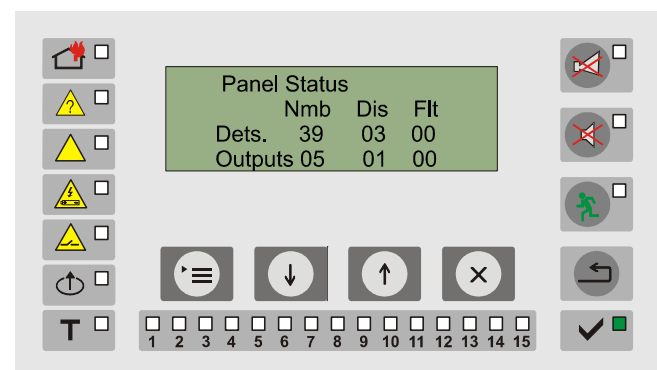 Panel Status
Nmb Dis Flt
Dets. 39 03 00
Outputs 05 01 00
?
T
1 2 3 4 5 6 7 8 9 10 11 12 13 14 15